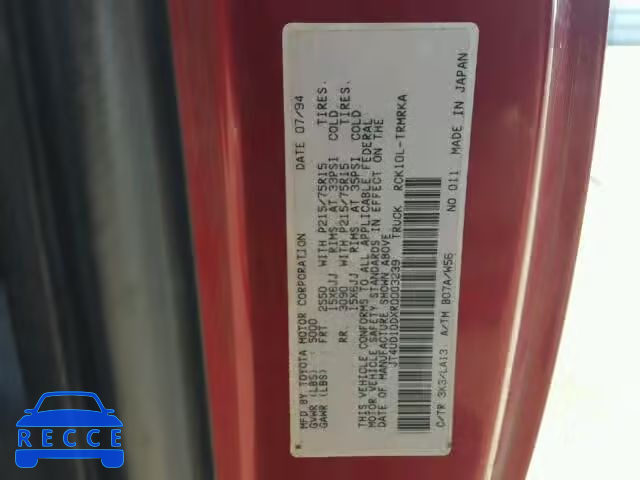 MFD BY TOYOTA MOTOR CORPORATION DATE 07/94
GVWR (LBS) : 5000
GAWR (LBS) : FRT 2550 WITH P215/75R15 TIRES.
15X6JJ RIMS, AT 33PSI COLD
RR. 3090 WITH P215/75R15 TIRES.
15X6JJ RIMS, AT 35PSI COLD
THIS VEHICLE CONFORMS TO ALL APPLICABLE FEDERAL
MOTOR VEHICLE SAFETY STANDARDS IN EFFECT ON THE
DATE OF MANUFACTURE SHOWN ABOVE.
JT4UD10DXR0003239 TRUCK RCK10L-TRMRKA
C/TR 3K3/LA13 A/TM B07A/W56 NO 011 MADE IN JAPAN
RECCE